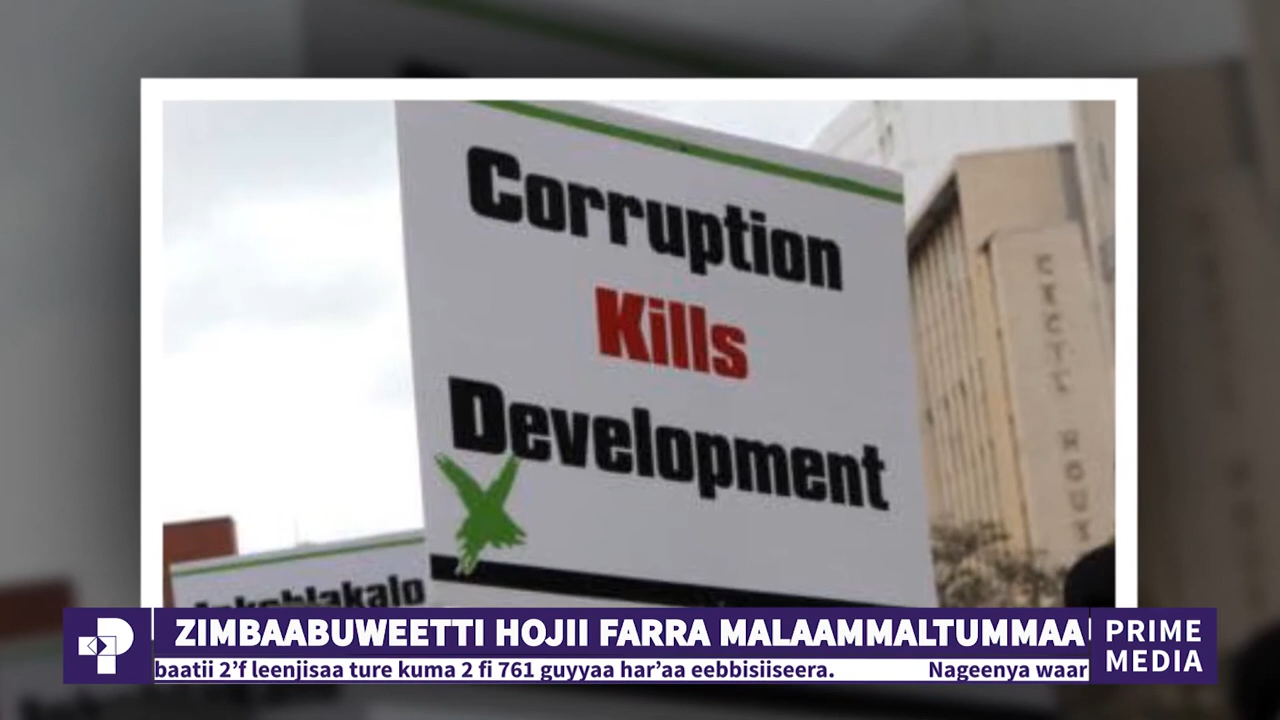 Corruption
Kills
Development
ZIMBAABUWEETTI HOJII FARRA MALAAMMALTUMMAA
PRIME
MEDIA
baatii 2’f leenjisaa ture kuma 2 fi 761 guyyaa har’aa eebbisiiseera. Nageenya waar